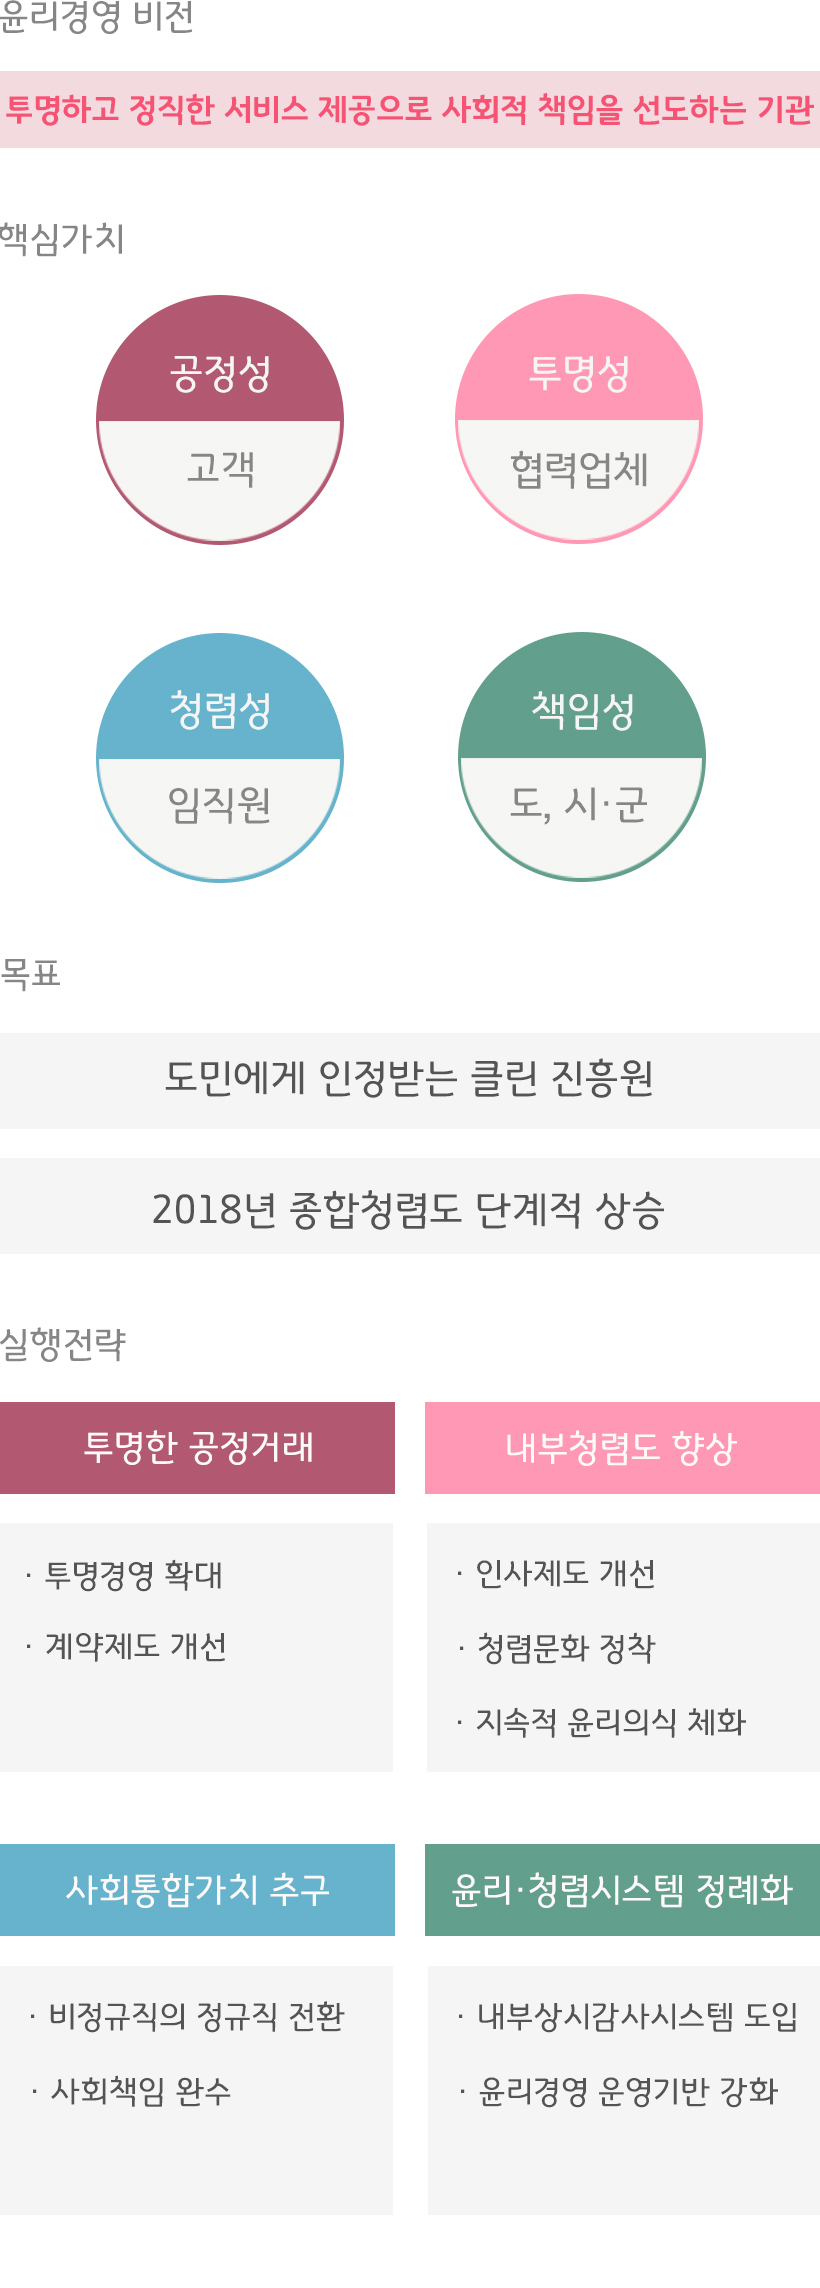 윤리경영 비전
투명하고 정직한 서비스 제공으로 사회적 책임을 선도하는 기관
핵심가치
공정성
고객
투명성
협력업체
청렴성
임직원
책임성
도, 시·군
목표
도민에게 인정받는 클린 진흥원
2018년 종합청렴도 단계적 상승
실행전략
투명한 공정거래
· 투명경영 확대
· 계약제도 개선
내부청렴도 향상
· 인사제도 개선
· 청렴문화 정착
· 지속적 윤리의식 체화
사회통합가치 추구
· 비정규직의 정규직 전환
· 사회책임 완수
윤리·청렴시스템 정례화
· 내부상시감사시스템 도입
· 윤리경영 운영기반 강화